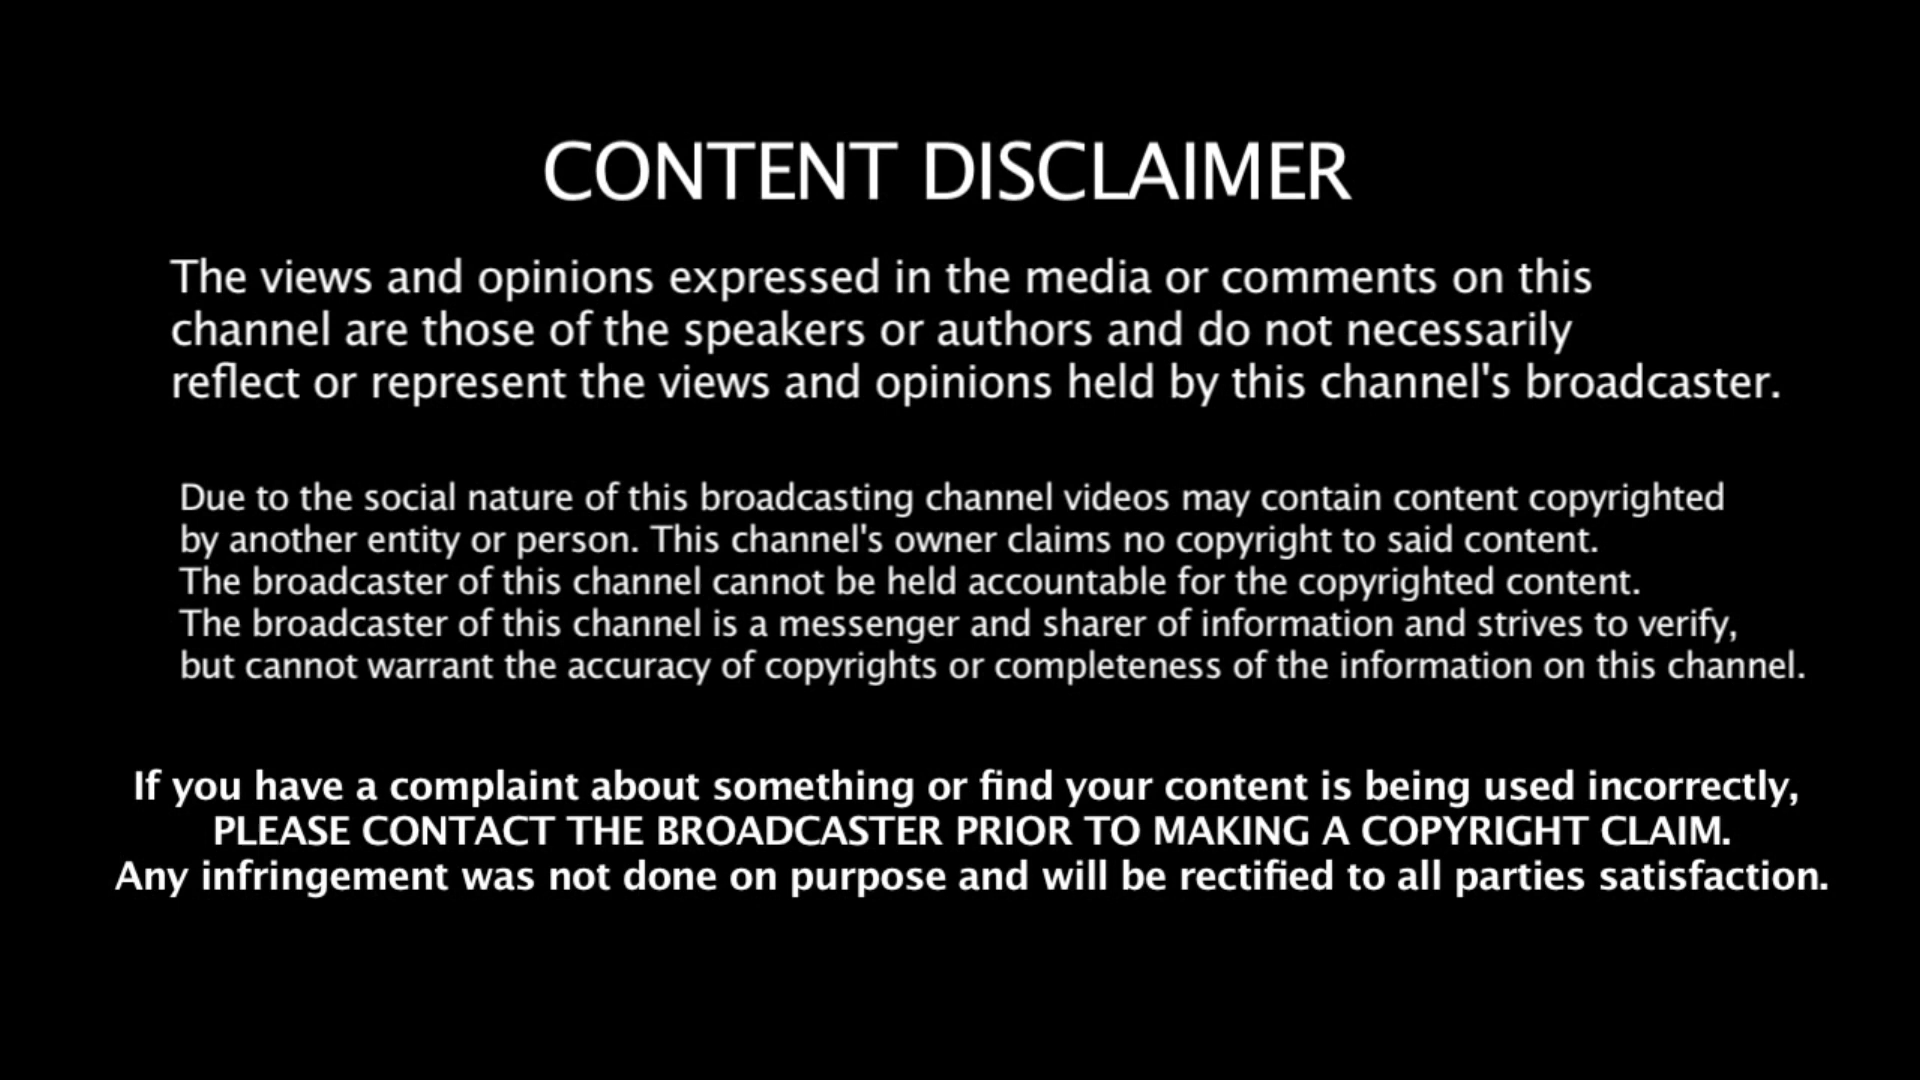 CONTENT DISCLAIMER
The views and opinions expressed in the media or comments on this
channel are those of the speakers or authors and do not necessarily
reflect or represent the views and opinions held by this channel's broadcaster.
Due to the social nature of this broadcasting channel videos may contain content copyrighted
by another entity or person. This channel's owner claims no copyright to said content.
The broadcaster of this channel cannot be held accountable for the copyrighted content.
The broadcaster of this channel is a messenger and sharer of information and strives to verify,
but cannot warrant the accuracy of copyrights or completeness of the information on this channel.
If you have a complaint about something or find your content is being used incorrectly,
PLEASE CONTACT THE BROADCASTER PRIOR TO MAKING A COPYRIGHT CLAIM.
Any infringement was not done on purpose and will be rectified to all parties satisfaction.